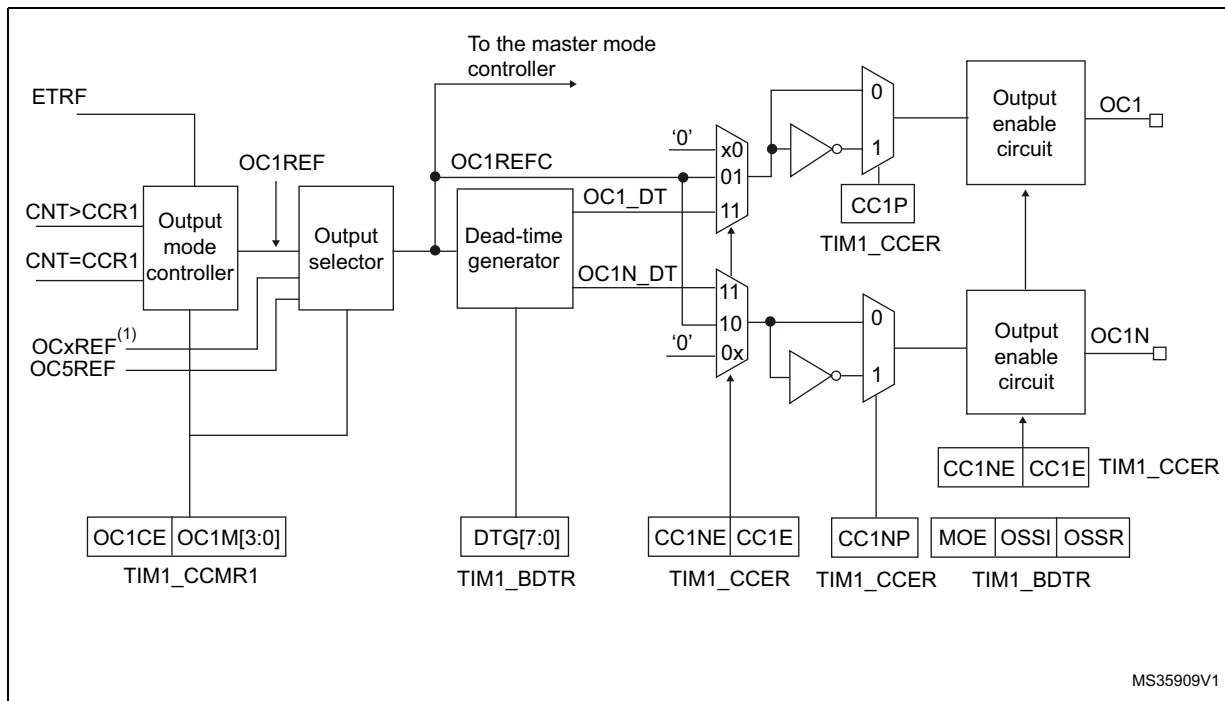 To the master mode
controller
ETRF
OC1REF
CNT>CCR1
CNT=CCR1
Output
mode
controller
OCxREF(1)
OC5REF
Output
selector
OC1REFC
Dead-time
generator
OC1_DT
OC1N_DT
'0'
x0
01
11
11
10
'0'
0x
0
1
CC1P
TIM1_CCER
0
1
Output
enable
circuit
OC1
Output
enable
circuit
OC1N
CC1NE CC1E TIM1_CCER
OC1CE OC1M[3:0]
TIM1_CCMR1
DTG[7:0]
TIM1_BDTR
CC1NE CC1E
TIM1_CCER
CC1NP
TIM1_CCER
MOE OSSI OSSR
TIM1_BDTR
MS35909V1